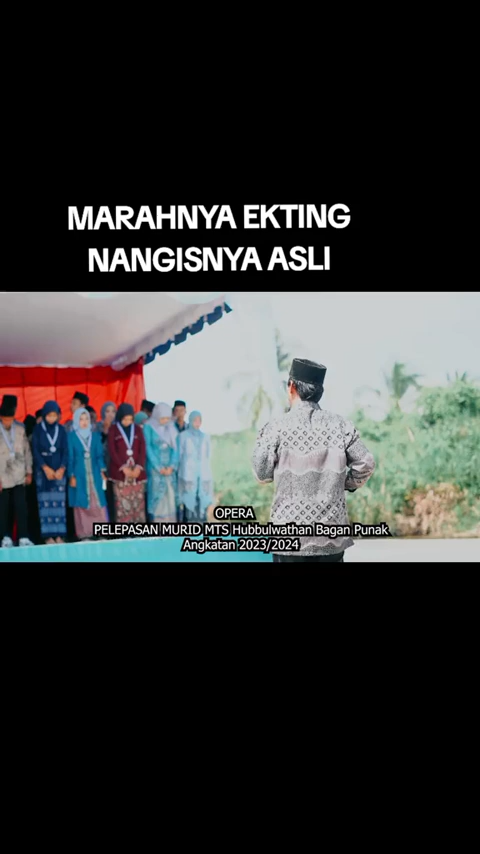 MARAHNYA EKTING
NANGISNYA ASLI
OPERA
PELEPASAN MURID MTS Hubbulwathan Bagan Punak
Angkatan 2023/2024